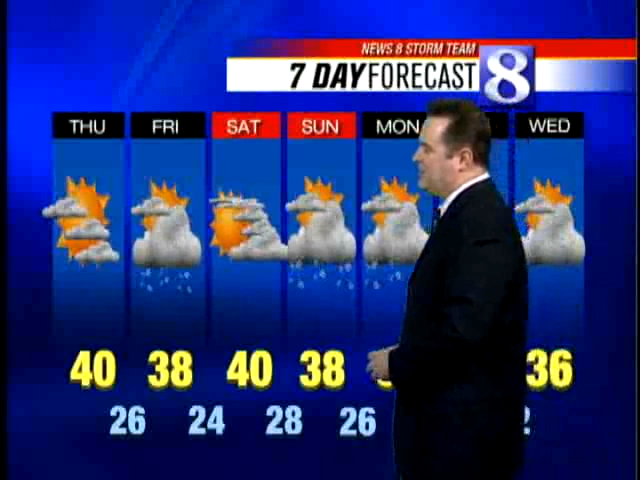 NEWS 8 STORM TEAM
7 DAY FORECAST 8
THU FRI SAT SUN MON WED
40 38 40 38 36
26 24 28 26 2